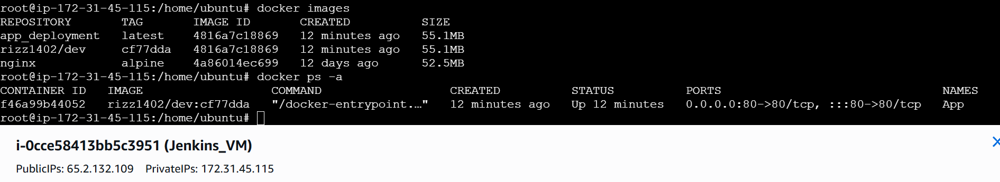 root@ip-172-31-45-115:/home/ubuntu# docker images
REPOSITORY TAG IMAGE ID CREATED SIZE
app_deployment latest 4816a7c18869 12 minutes ago 55.1MB
rizz1402/dev cf77dda 4816a7c18869 12 minutes ago 55.1MB
nginx alpine 4a86014ec699 12 days ago 52.5MB
root@ip-172-31-45-115:/home/ubuntu# docker ps -a
CONTAINER ID IMAGE COMMAND CREATED STATUS PORTS NAMES
f46a99b44052 rizz1402/dev:cf77dda "/docker-entrypoint.…" 12 minutes ago Up 12 minutes 0.0.0.0:80->80/tcp, :::80->80/tcp App
root@ip-172-31-45-115:/home/ubuntu#
i-0cce58413bb5c3951 (Jenkins_VM)
PublicIPs: 65.2.132.109 PrivateIPs: 172.31.45.115